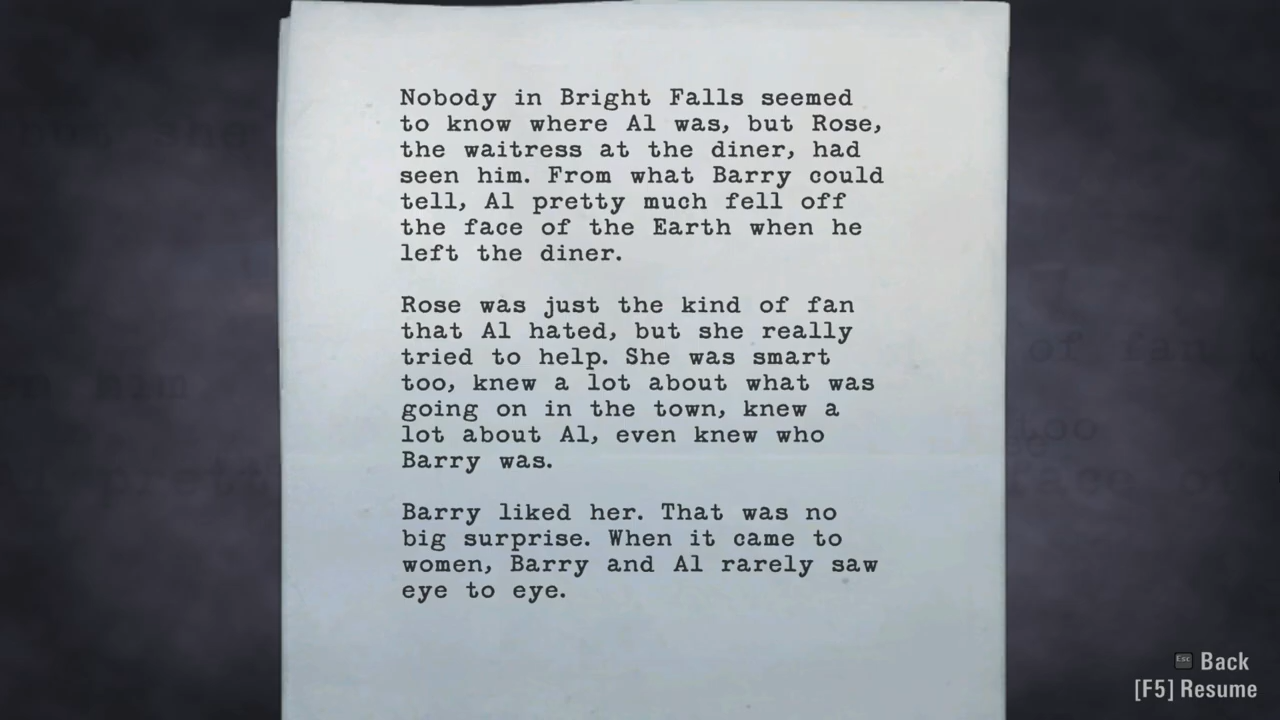 Nobody in Bright Falls seemed
to know where Al was, but Rose,
the waitress at the diner, had
seen him. From what Barry could
tell, Al pretty much fell off
the face of the Earth when he
left the diner.
Rose was just the kind of fan
that Al hated, but she really
tried to help. She was smart
too, knew a lot about what was
going on in the town, knew a
lot about Al, even knew who
Barry was.
Barry liked her. That was no
big surprise. When it came to
women, Barry and Al rarely saw
eye to eye.
Esc Back
[F5] Resume